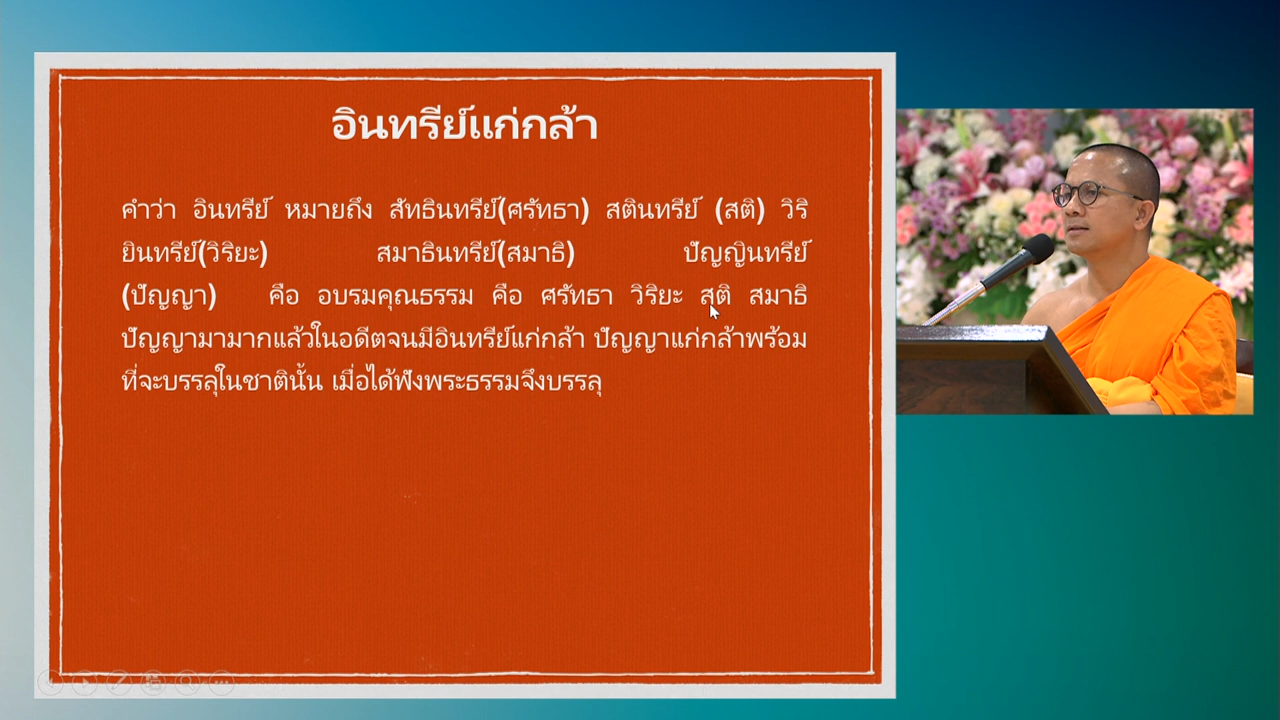 อินทรีย์แก่กล้า
คำว่า อินทรีย์ หมายถึง สัทธินทรีย์(ศรัทธา) สตินทรีย์ (สติ) วิริ
ยินทรีย์(วิริยะ) สมาธินทรีย์(สมาธิ) ปัญญินทรีย์
(ปัญญา) คือ อบรมคุณธรรม คือ ศรัทธา วิริยะ สติ สมาธิ
ปัญญามามากแล้วในอดีตจนมีอินทรีย์แก่กล้า ปัญญาแก่กล้าพร้อม
ที่จะบรรลุในชาตินั้น เมื่อได้ฟังพระธรรมจึงบรรลุ